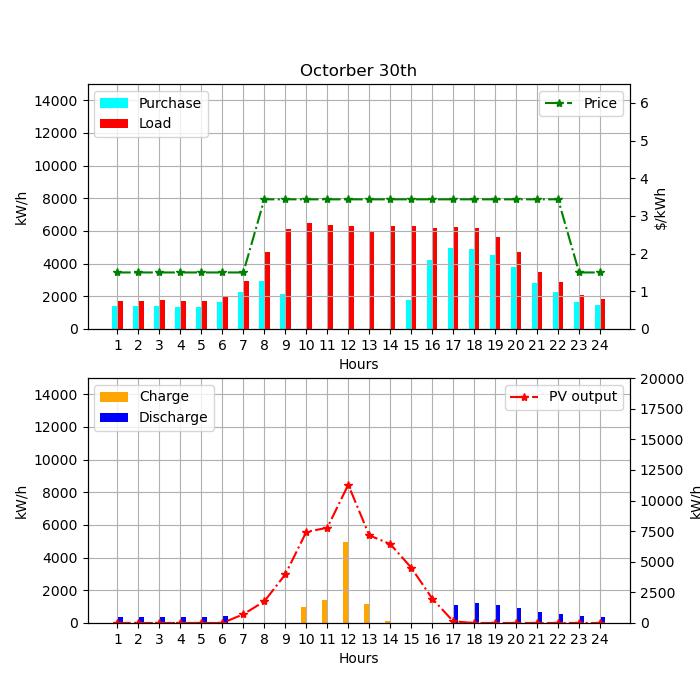 Octorber 30th
Purchase
Load
Price
14000
12000
10000
8000
6000
4000
2000
0
kW/h
6
5
4
3
2
1
0
$/kWh
1 2 3 4 5 6 7 8 9 10 11 12 13 14 15 16 17 18 19 20 21 22 23 24
Hours
Charge
Discharge
PV output
14000
12000
10000
8000
6000
4000
2000
0
kW/h
20000
17500
15000
12500
10000
7500
5000
2500
0
kW/h
1 2 3 4 5 6 7 8 9 10 11 12 13 14 15 16 17 18 19 20 21 22 23 24
Hours